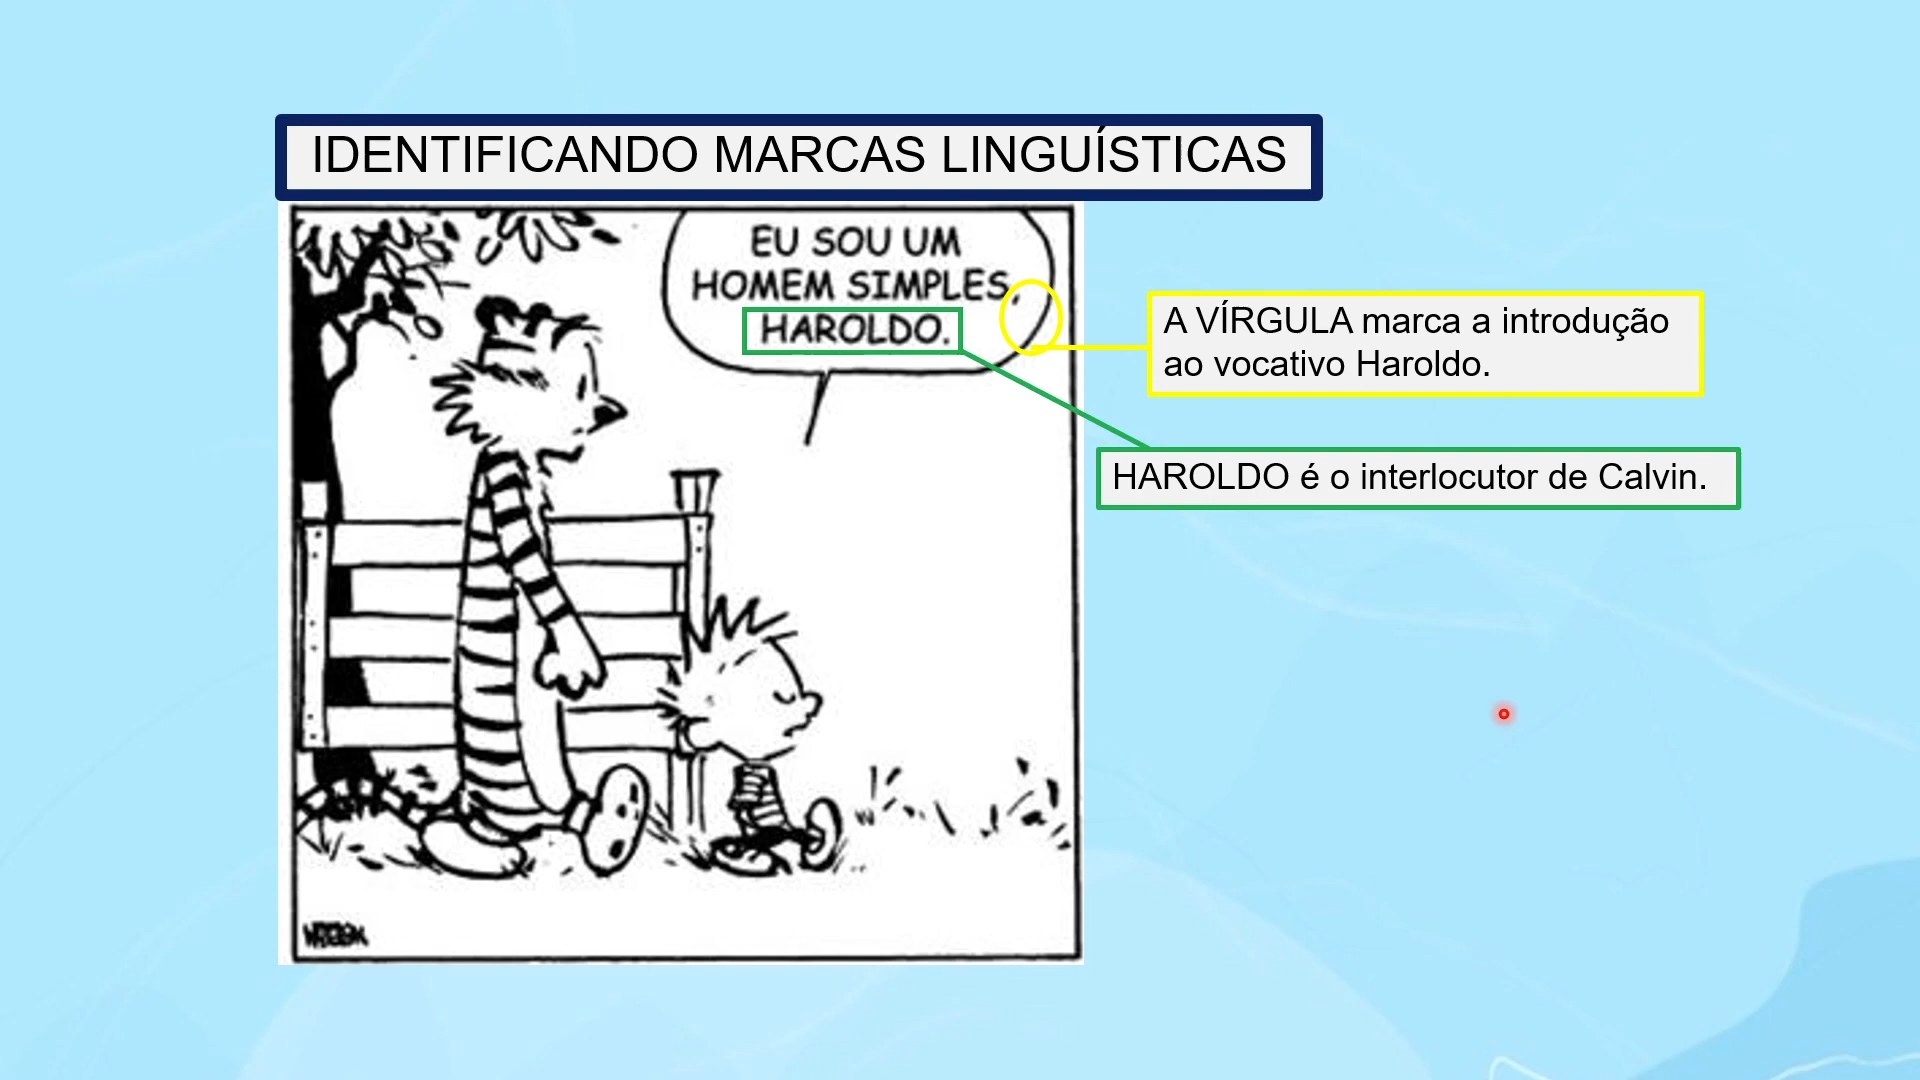 IDENTIFICANDO MARCAS LINGUÍSTICAS
EU SOU UM
HOMEM SIMPLES,
HAROLDO.
A VÍRGULA marca a introdução
ao vocativo Haroldo.
HAROLDO é o interlocutor de Calvin.